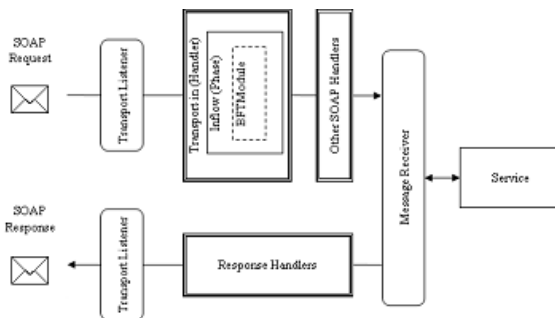 SOAP
Request
Transport Listener
Transport in (Handler)
Inflow (Phase)
BFTModule
Other SOAP Handlers
Message Receiver
Service
SOAP
Response
Transport Listener
Response Handlers